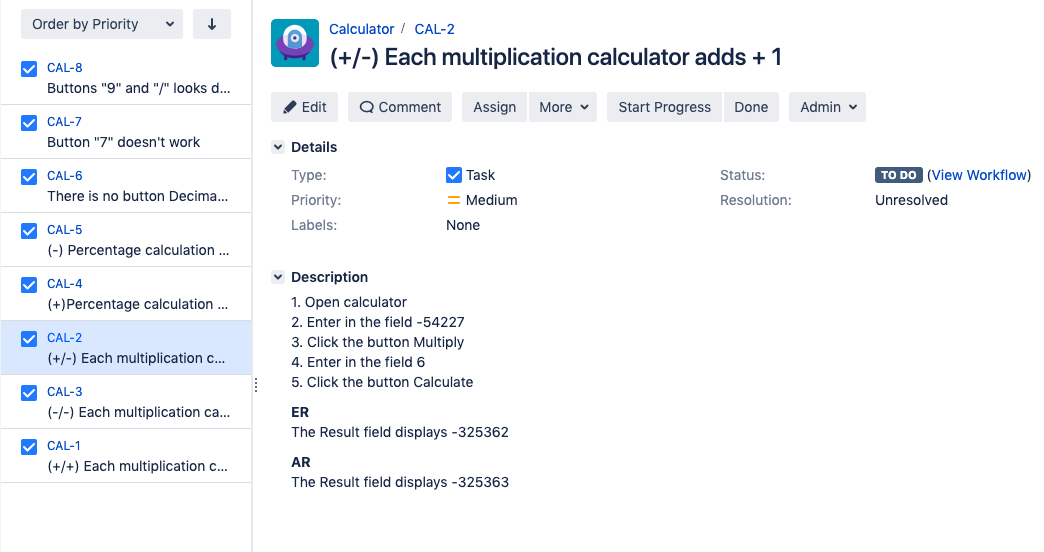 Order by Priority
CAL-8
Buttons "9" and "/" looks d...
CAL-7
Button "7" doesn't work
CAL-6
There is no button Decima...
CAL-5
(-) Percentage calculation ...
CAL-4
(+)Percentage calculation ...
CAL-2
(+/-) Each multiplication c...
CAL-3
(-/-) Each multiplication ca...
CAL-1
(+/+) Each multiplication c...
Calculator / CAL-2
(+/-) Each multiplication calculator adds + 1
Edit Comment Assign More Start Progress Done Admin
Details
Type: Task Status: TO DO (View Workflow)
Priority: Medium Resolution: Unresolved
Labels: None
Description
1. Open calculator
2. Enter in the field -54227
3. Click the button Multiply
4. Enter in the field 6
5. Click the button Calculate
ER
The Result field displays -325362
AR
The Result field displays -325363